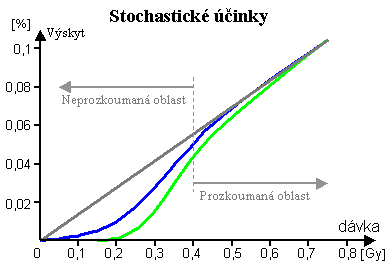 Stochastické účinky
[%]
Výskyt
0,1
Neprozkoumaná oblast
0,08
0,06
0,04
Prozkoumaná oblast
0,02
dávka
0 0,1 0,2 0,3 0,4 0,5 0,6 0,7 0,8 [Gy]